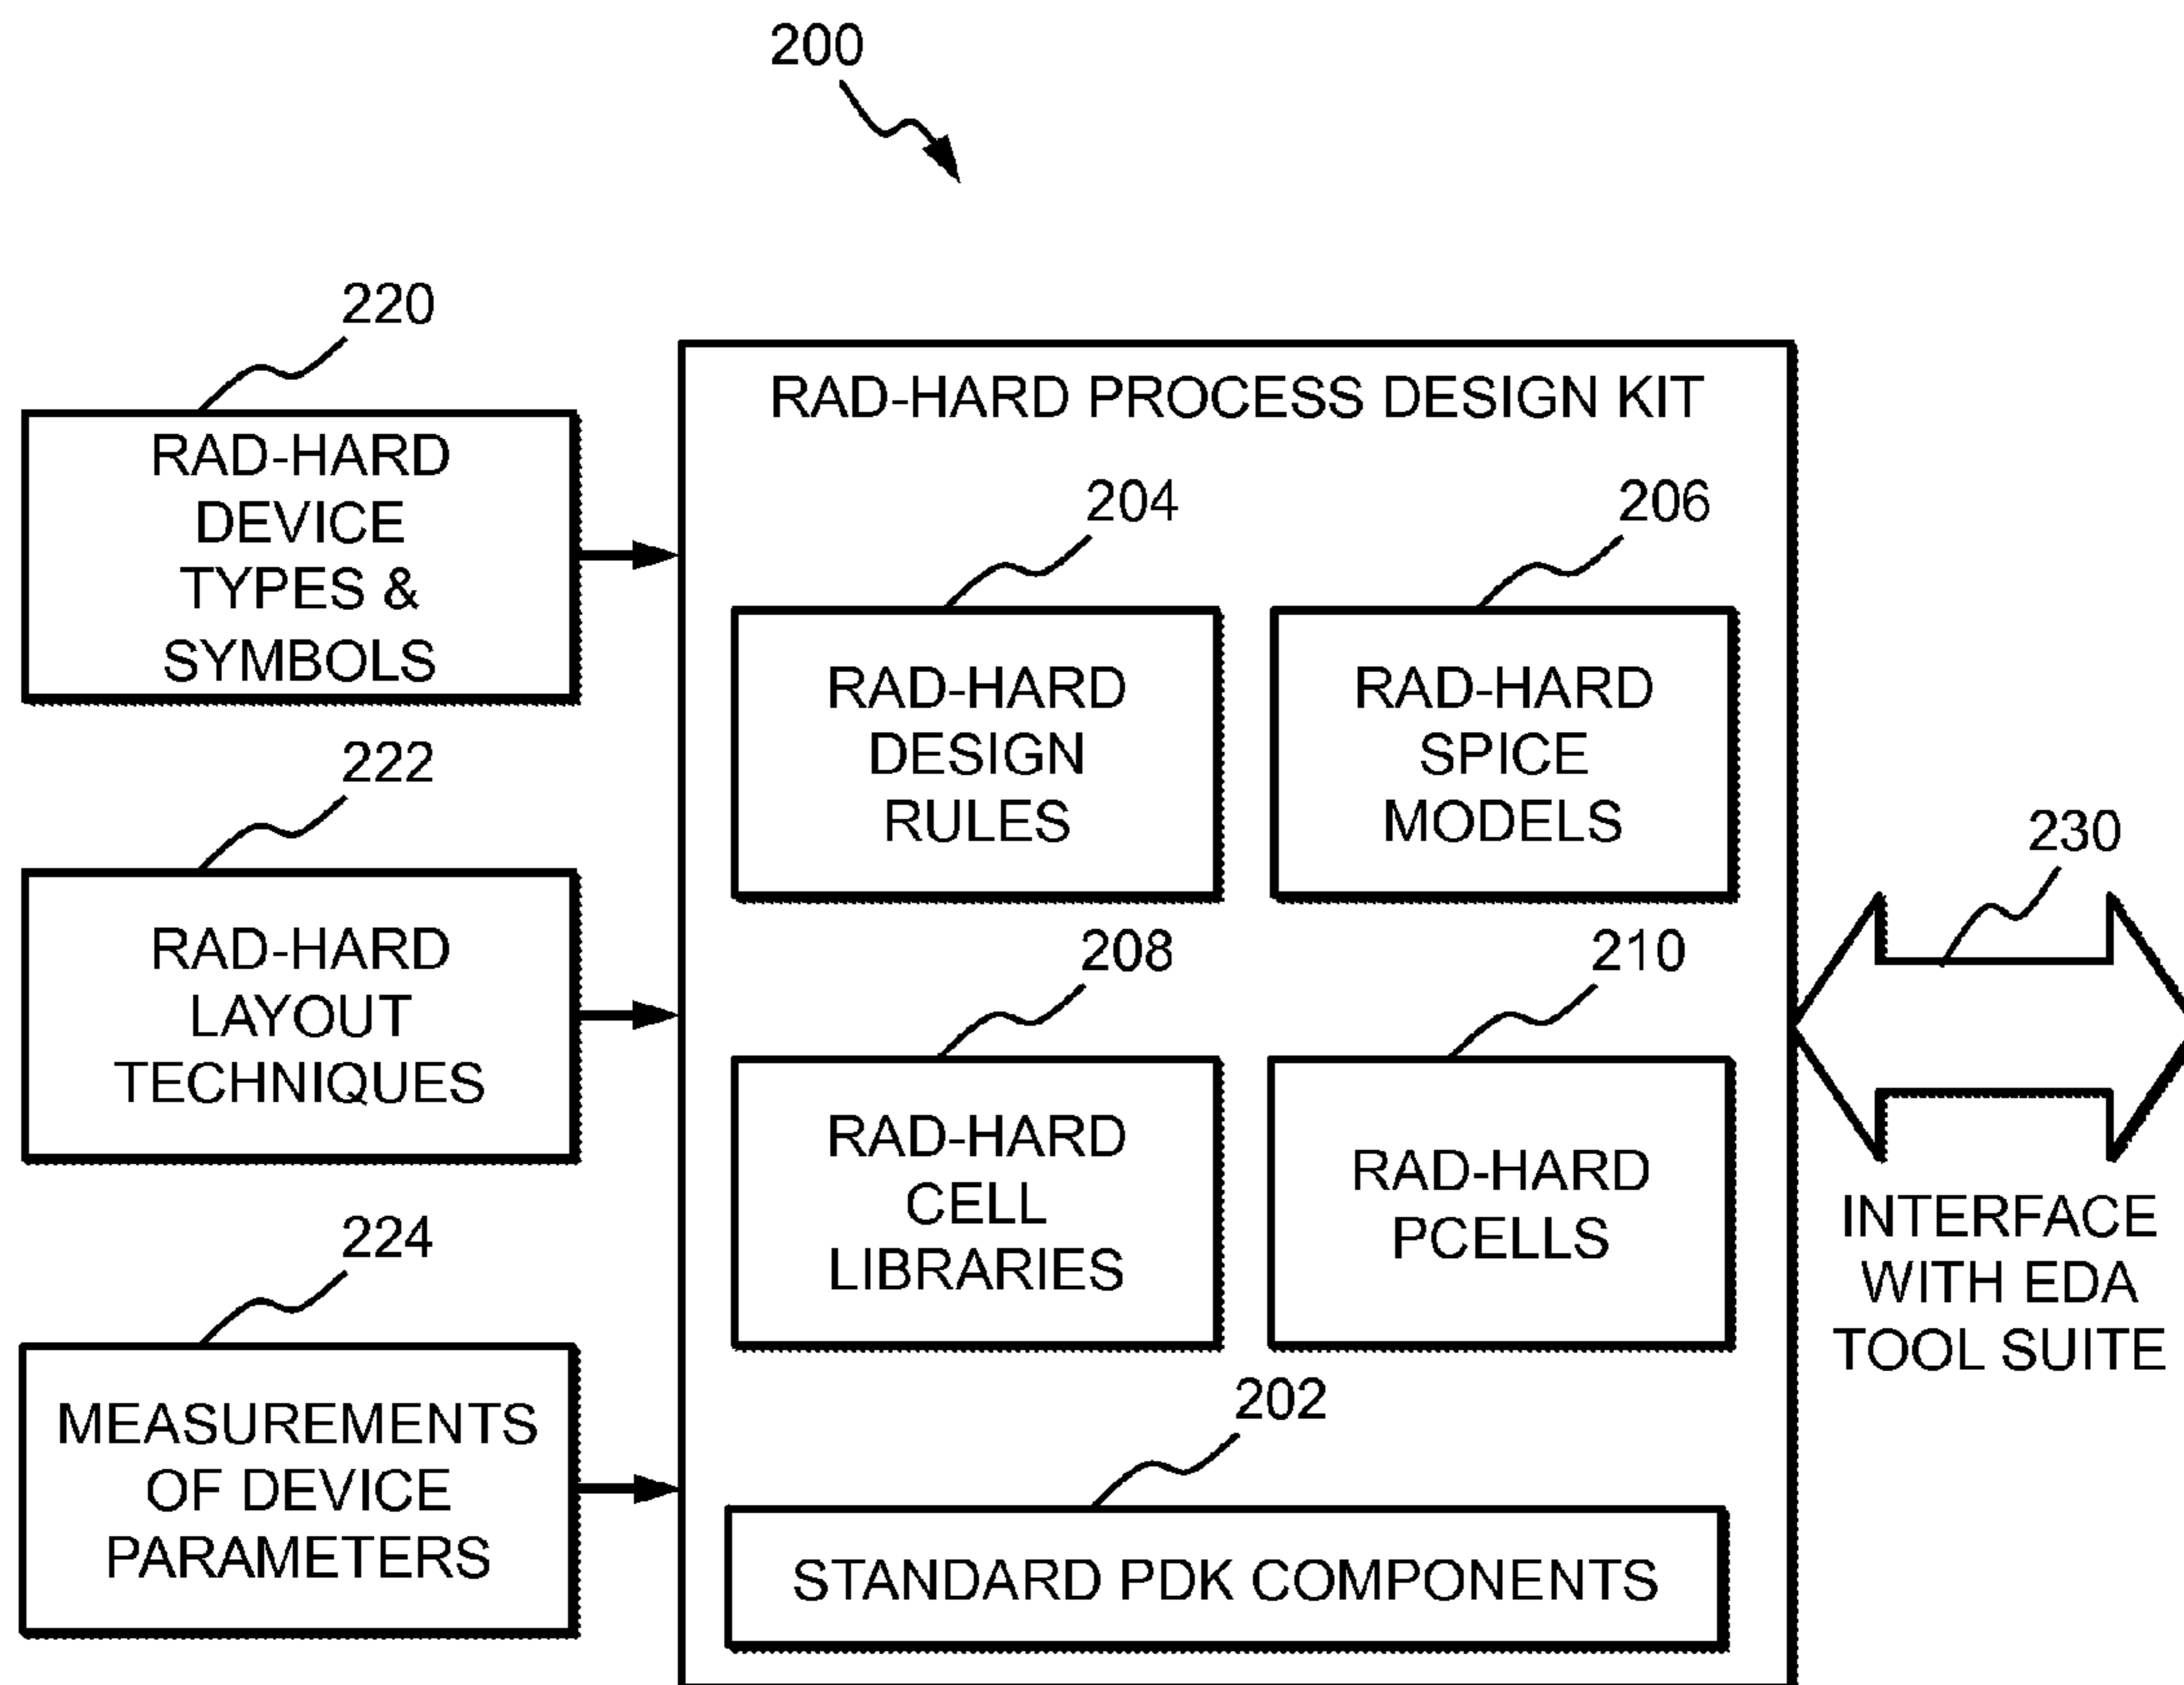 200
220
RAD-HARD
DEVICE
TYPES &
SYMBOLS
222
RAD-HARD
LAYOUT
TECHNIQUES
224
MEASUREMENTS
OF DEVICE
PARAMETERS
RAD-HARD PROCESS DESIGN KIT
204
RAD-HARD
DESIGN
RULES
206
RAD-HARD
SPICE
MODELS
208
RAD-HARD
CELL
LIBRARIES
210
RAD-HARD
PCELLS
202
STANDARD PDK COMPONENTS
230
INTERFACE
WITH EDA
TOOL SUITE